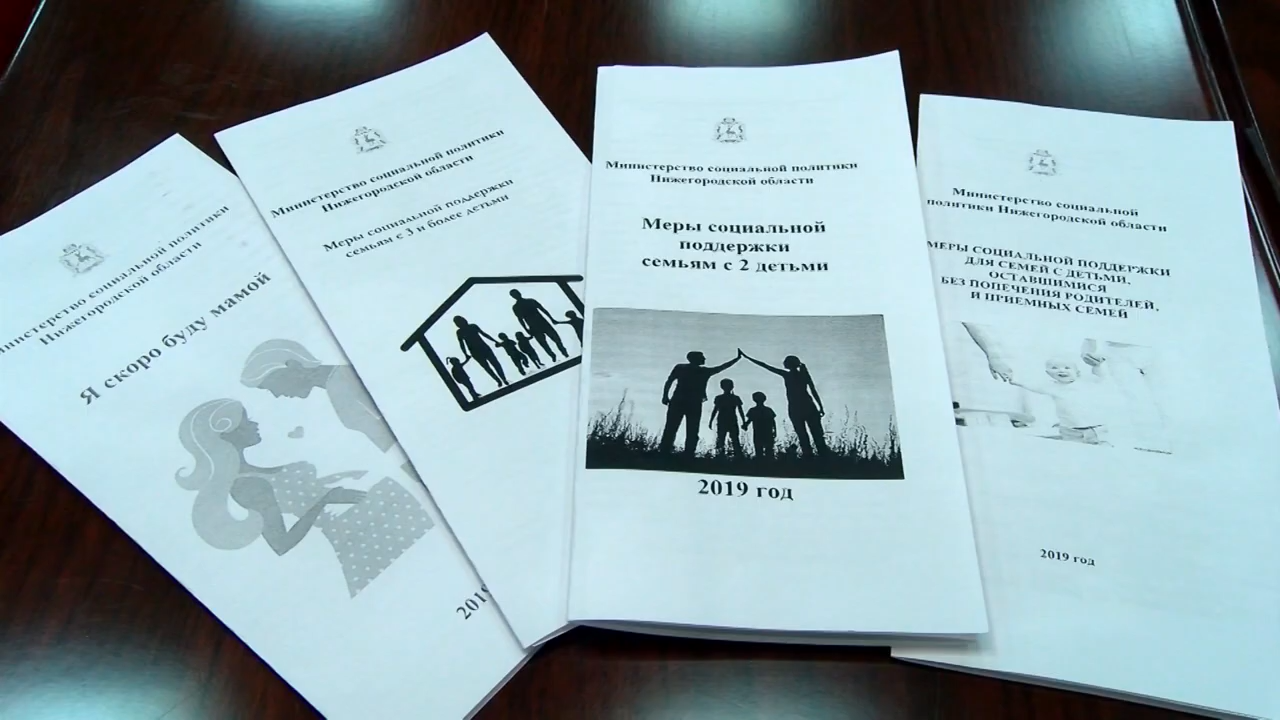 Министерство социальной политики
Нижегородской области
Я скоро буду мамой
2019
Министерство социальной политики
Нижегородской области
Меры социальной поддержки
семьям с 3 и более детьми
Министерство социальной политики
Нижегородской области
Меры социальной
поддержки
семьям с 2 детьми
2019 год
Министерство социальной
политики Нижегородской области
МЕРЫ СОЦИАЛЬНОЙ ПОДДЕРЖКИ
ДЛЯ СЕМЕЙ С ДЕТЬМИ,
ОСТАВШИМИСЯ
БЕЗ ПОПЕЧЕНИЯ РОДИТЕЛЕЙ,
И ПРИЕМНЫХ СЕМЕЙ
2019 год